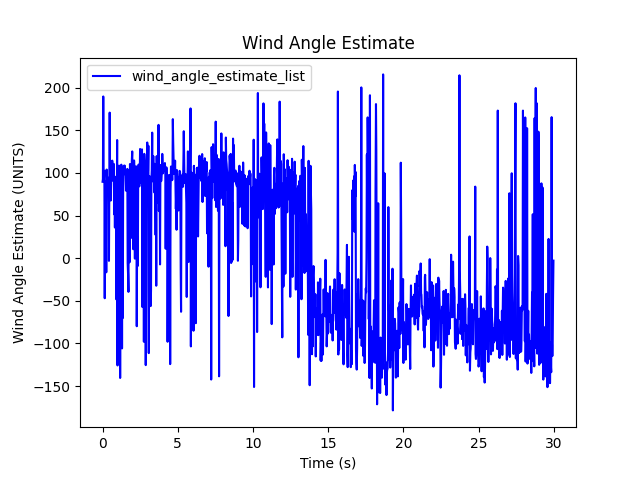 Wind Angle Estimate
wind_angle_estimate_list
Wind Angle Estimate (UNITS)
200
150
100
50
0
−50
−100
−150
0 5 10 15 20 25 30
Time (s)